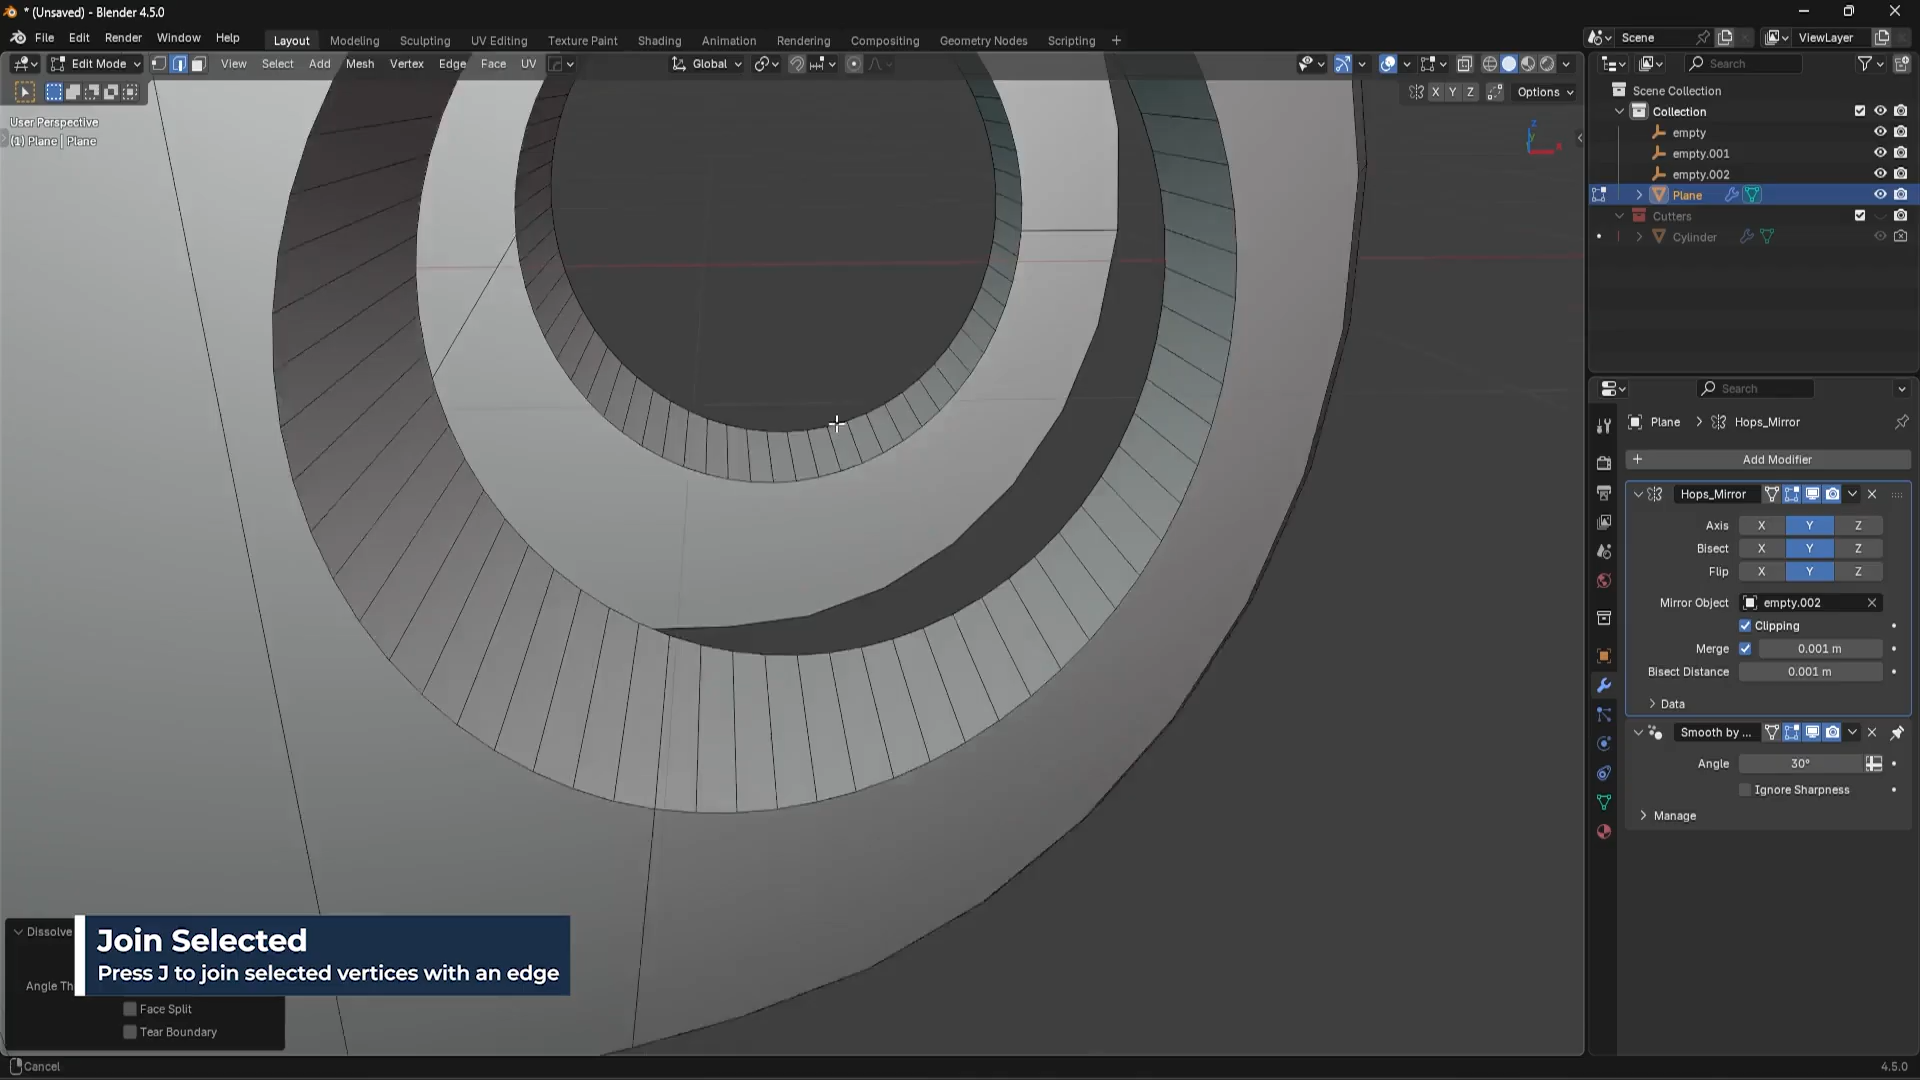 * (Unsaved) - Blender 4.5.0
File Edit Render Window Help
Layout Modeling Sculpting UV Editing Texture Paint Shading Animation Rendering Compositing Geometry Nodes Scripting +
Scene
ViewLayer
Edit Mode View Select Add Mesh Vertex Edge Face UV
Global
Search
X Y Z Options
User Perspective
(1) Plane | Plane
Scene Collection
Collection
empty
empty.001
empty.002
Plane
Cutters
Cylinder
Search
Plane > Hops_Mirror
+ Add Modifier
Hops_Mirror
Axis X Y Z
Bisect X Y Z
Flip X Y Z
Mirror Object empty.002
Clipping
Merge 0.001 m
Bisect Distance 0.001 m
Data
Smooth by ...
Angle 30°
Ignore Sharpness
Manage
Z
Y
X
Dissolve
Join Selected
Press J to join selected vertices with an edge
Angle Th
Face Split
Tear Boundary
Cancel
4.5.0